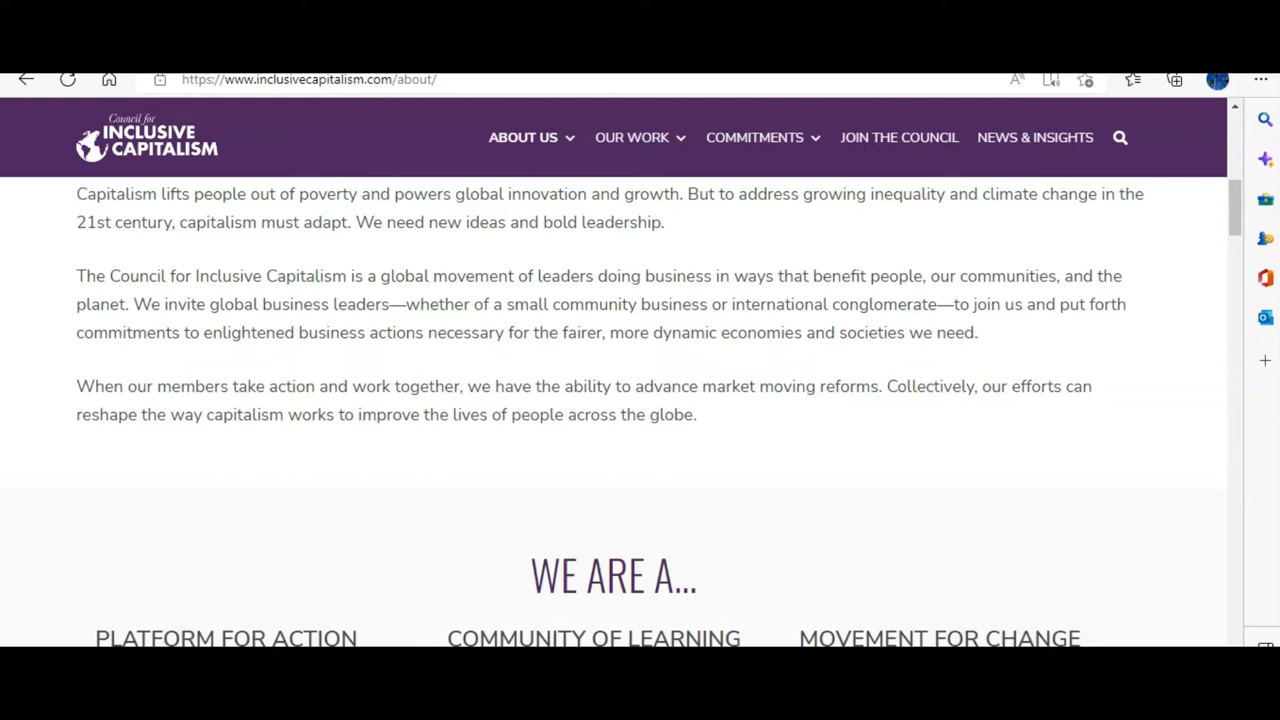 https://www.inclusivecapitalism.com/about/
Council for
INCLUSIVE
CAPITALISM
ABOUT US
OUR WORK
COMMITMENTS
JOIN THE COUNCIL
NEWS & INSIGHTS
Capitalism lifts people out of poverty and powers global innovation and growth. But to address growing inequality and climate change in the
21st century, capitalism must adapt. We need new ideas and bold leadership.
The Council for Inclusive Capitalism is a global movement of leaders doing business in ways that benefit people, our communities, and the
planet. We invite global business leaders—whether of a small community business or international conglomerate—to join us and put forth
commitments to enlightened business actions necessary for the fairer, more dynamic economies and societies we need.
When our members take action and work together, we have the ability to advance market moving reforms. Collectively, our efforts can
reshape the way capitalism works to improve the lives of people across the globe.
WE ARE A...
PLATFORM FOR ACTION
COMMUNITY OF LEARNING
MOVEMENT FOR CHANGE